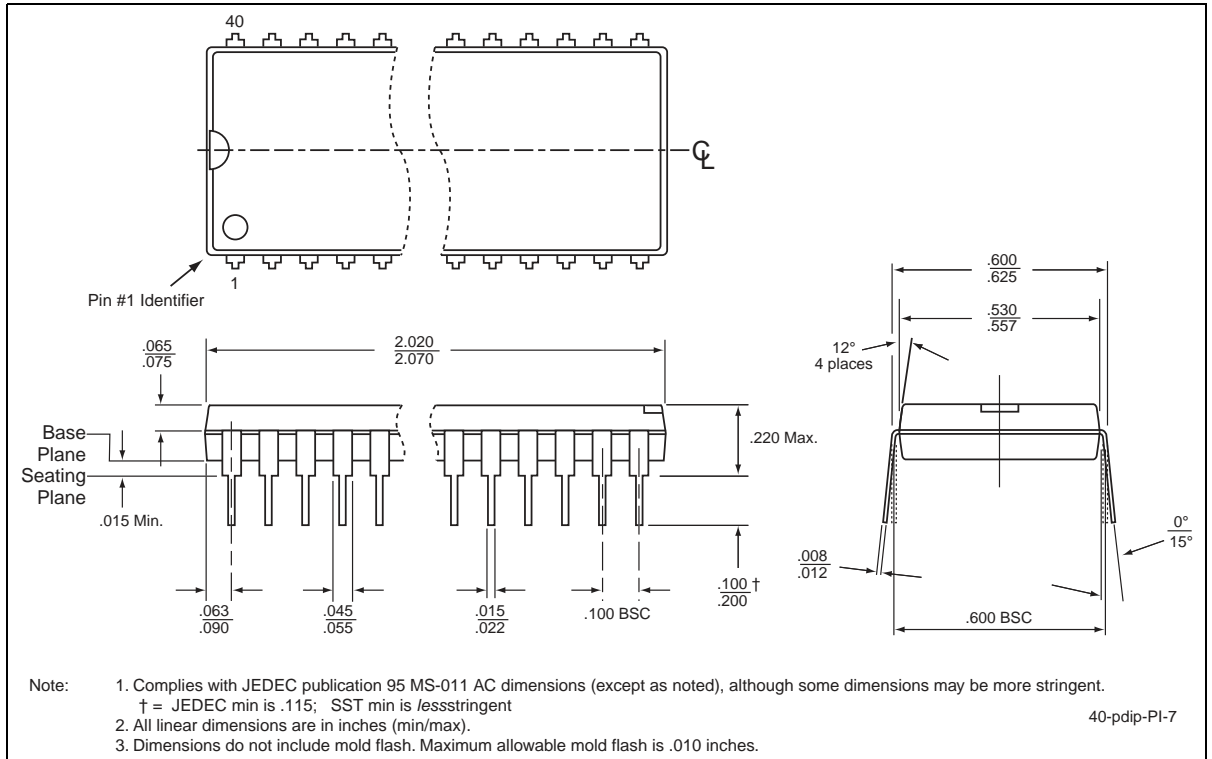 40
℄
1
Pin #1 Identifier
.600
.625
.530
.557
12°
4 places
.065
.075
2.020
2.070
Base
Plane
Seating
Plane
.220 Max.
.015 Min.
0°
15°
.008
.012
.100 †
.200
.063
.090
.045
.055
.015
.022
.100 BSC
.600 BSC
Note: 1. Complies with JEDEC publication 95 MS-011 AC dimensions (except as noted), although some dimensions may be more stringent.
† = JEDEC min is .115; SST min is lessstringent
2. All linear dimensions are in inches (min/max).
3. Dimensions do not include mold flash. Maximum allowable mold flash is .010 inches.
40-pdip-PI-7